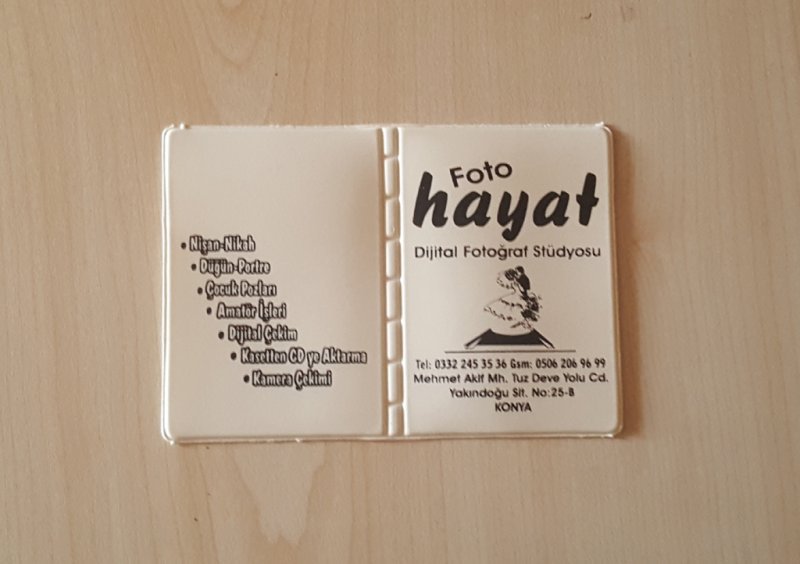 • Nişan-Nikah
• Düğün-Portre
• Çocuk Pozları
• Amatör İşleri
• Dijital Çekim
• Kasetten CD ye Aktarma
• Kamera Çekimi
Foto
hayat
Dijital Fotoğraf Stüdyosu
Tel: 0332 245 35 36 Gsm: 0506 206 96 99
Mehmet Akif Mh. Tuz Deve Yolu Cd.
Yakındoğu Sit. No:25-B
KONYA